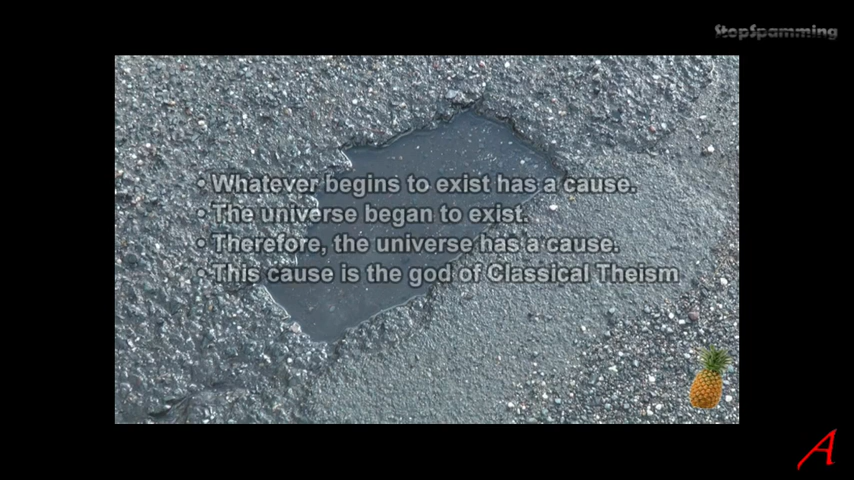 StopSpamming
• Whatever begins to exist has a cause.
• The universe began to exist.
• Therefore, the universe has a cause.
• This cause is the god of Classical Theism
A